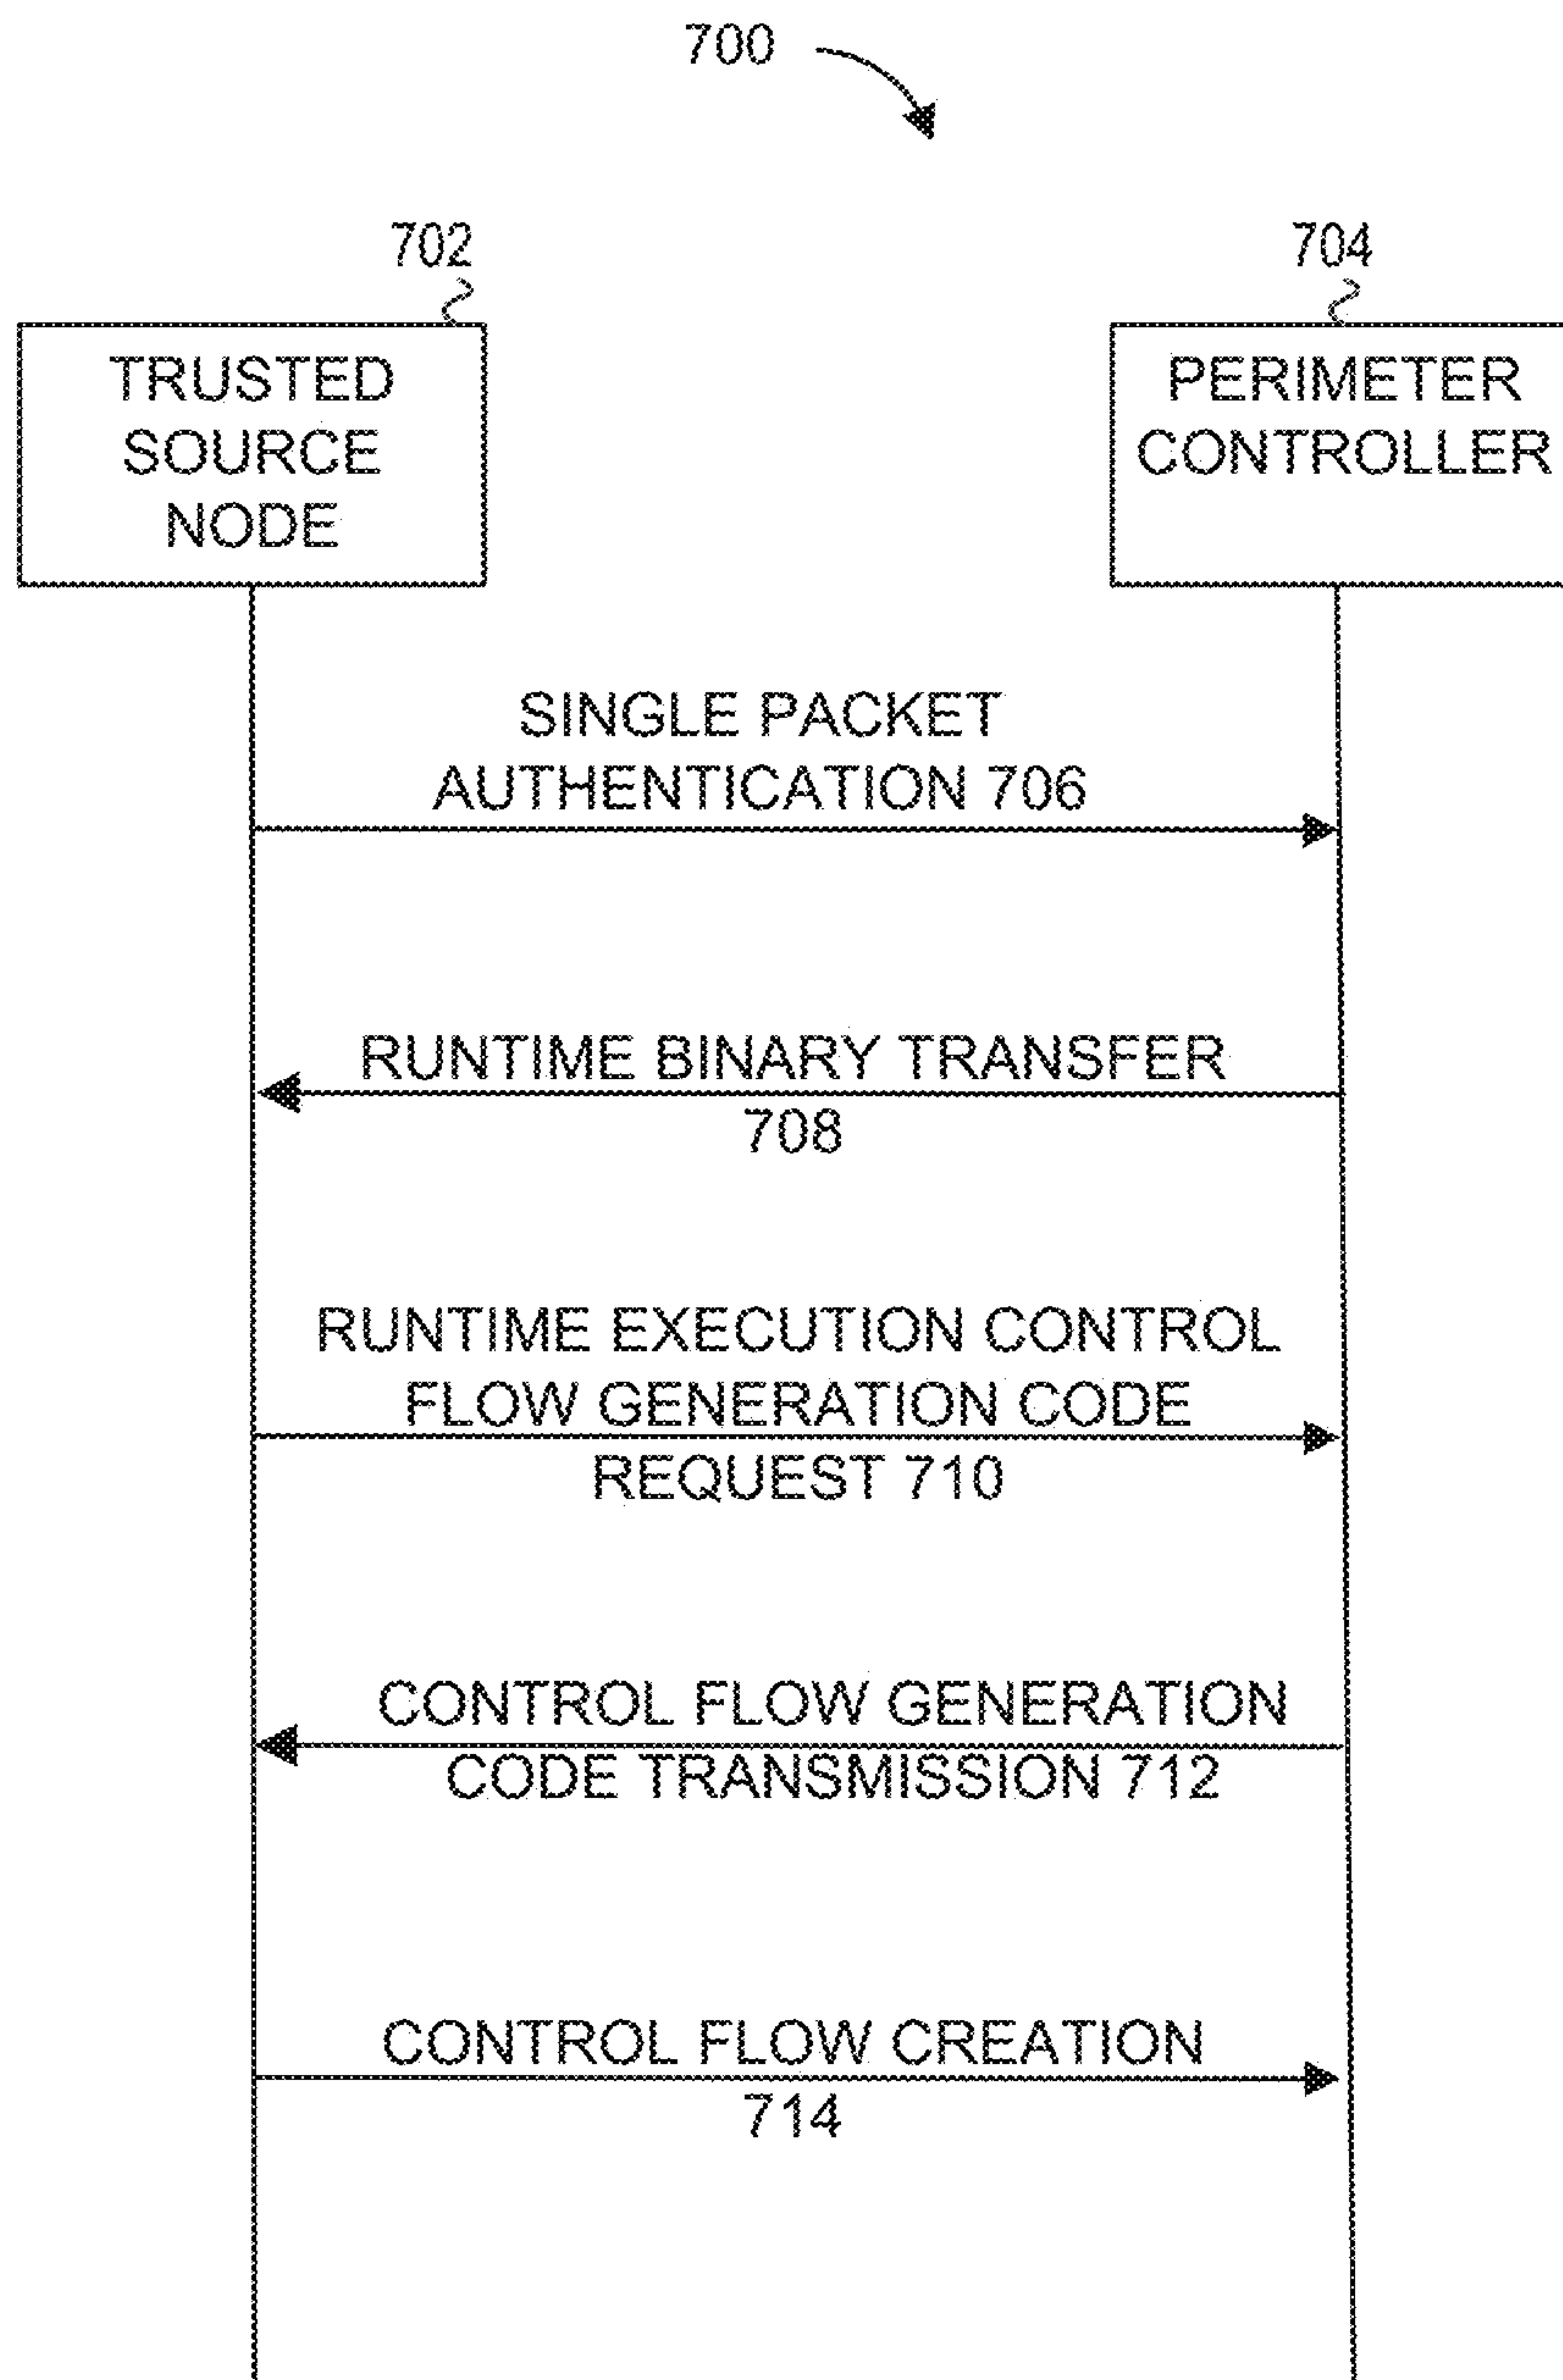 700
702
704
TRUSTED
SOURCE
NODE
PERIMETER
CONTROLLER
SINGLE PACKET
AUTHENTICATION 706
RUNTIME BINARY TRANSFER
708
RUNTIME EXECUTION CONTROL
FLOW GENERATION CODE
REQUEST 710
CONTROL FLOW GENERATION
CODE TRANSMISSION 712
CONTROL FLOW CREATION
714